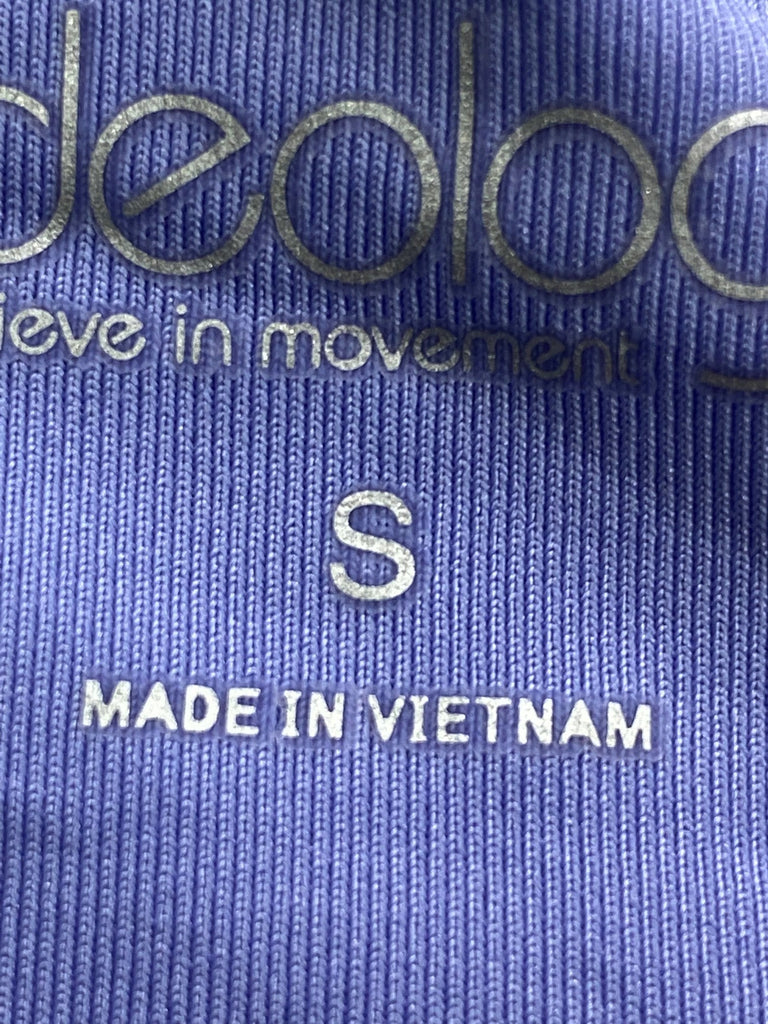 deolo
ieve in movement
S
MADE IN VIETNAM